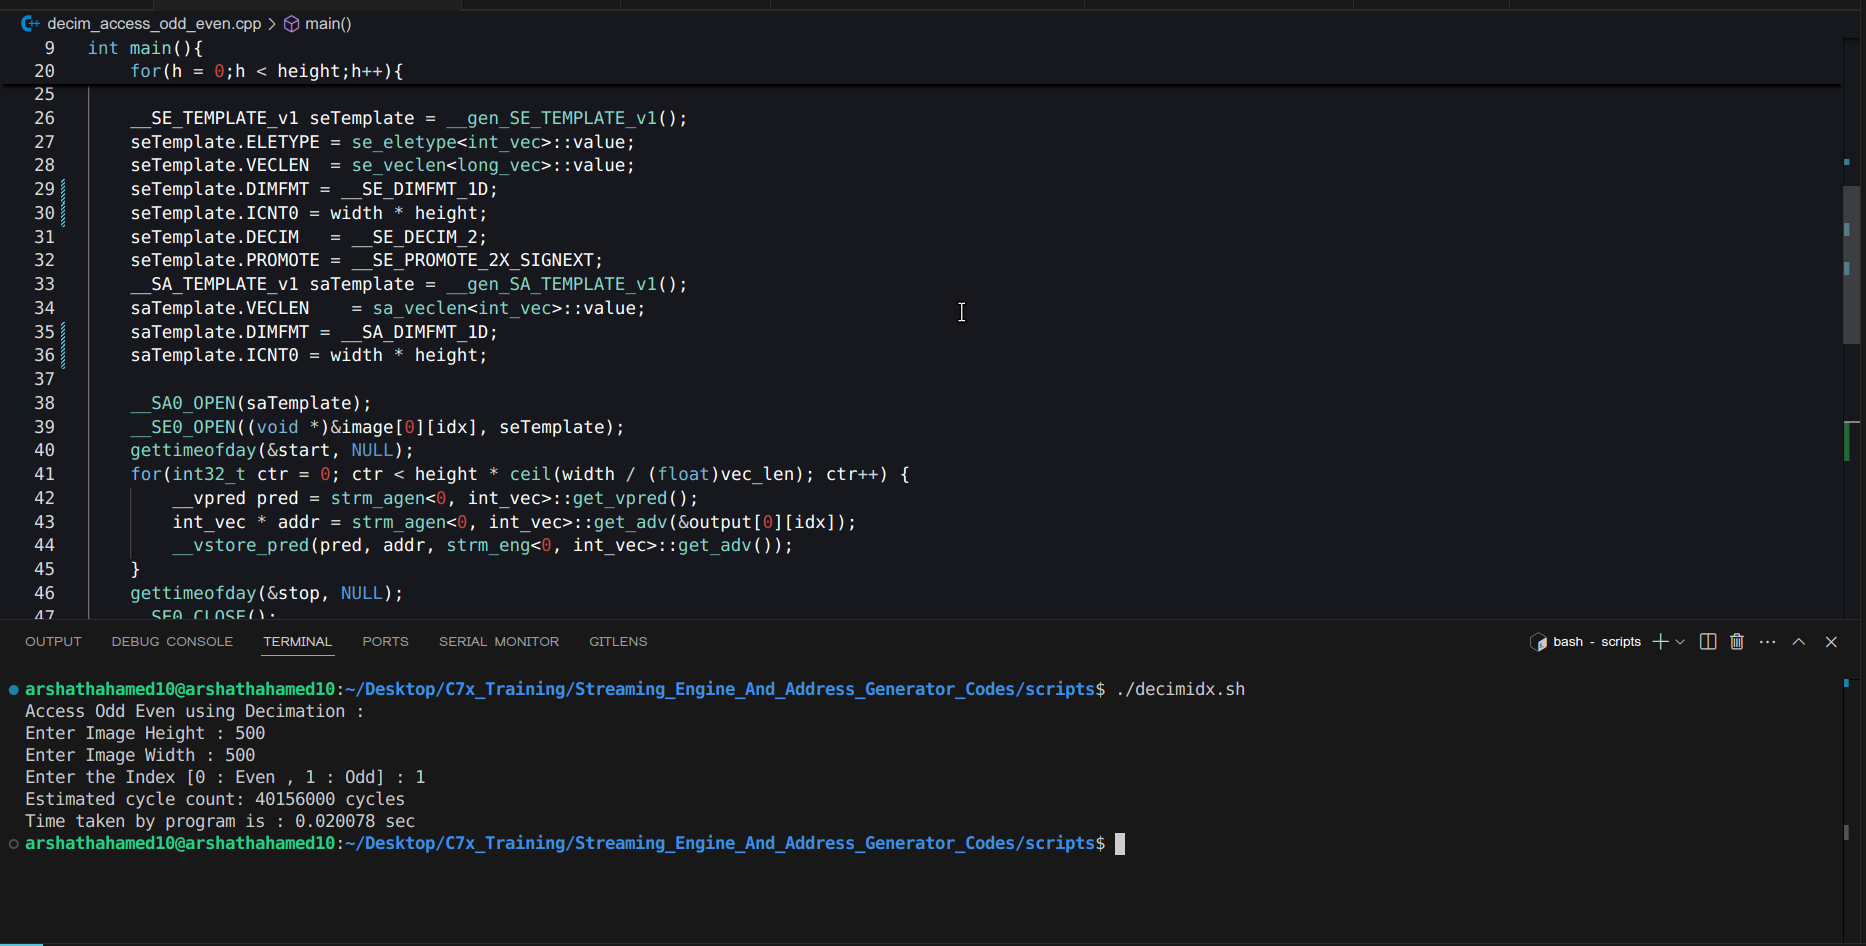 decim_access_odd_even.cpp > main()
9 int main(){
20 for(h = 0;h < height;h++){
25
26 __SE_TEMPLATE_v1 seTemplate = __gen_SE_TEMPLATE_v1();
27 seTemplate.ELETYPE = se_eletype<int_vec>::value;
28 seTemplate.VECLEN  = se_veclen<long_vec>::value;
29 seTemplate.DIMFMT = __SE_DIMFMT_1D;
30 seTemplate.ICNT0 = width * height;
31 seTemplate.DECIM   = __SE_DECIM_2;
32 seTemplate.PROMOTE = __SE_PROMOTE_2X_SIGNEXT;
33 __SA_TEMPLATE_v1 saTemplate = __gen_SA_TEMPLATE_v1();
34 saTemplate.VECLEN    = sa_veclen<int_vec>::value;
35 saTemplate.DIMFMT = __SA_DIMFMT_1D;
36 saTemplate.ICNT0 = width * height;
37
38 __SA0_OPEN(saTemplate);
39 __SE0_OPEN((void *)&image[0][idx], seTemplate);
40 gettimeofday(&start, NULL);
41 for(int32_t ctr = 0; ctr < height * ceil(width / (float)vec_len); ctr++) {
42 __vpred pred = strm_agen<0, int_vec>::get_vpred();
43 int_vec * addr = strm_agen<0, int_vec>::get_adv(&output[0][idx]);
44 __vstore_pred(pred, addr, strm_eng<0, int_vec>::get_adv());
45 }
46 gettimeofday(&stop, NULL);
47 __SE0_CLOSE();
OUTPUT DEBUG CONSOLE TERMINAL PORTS SERIAL MONITOR GITLENS bash - scripts
arshathahamed10@arshathahamed10:~/Desktop/C7x_Training/Streaming_Engine_And_Address_Generator_Codes/scripts$ ./decimidx.sh
Access Odd Even using Decimation :
Enter Image Height : 500
Enter Image Width : 500
Enter the Index [0 : Even , 1 : Odd] : 1
Estimated cycle count: 40156000 cycles
Time taken by program is : 0.020078 sec
arshathahamed10@arshathahamed10:~/Desktop/C7x_Training/Streaming_Engine_And_Address_Generator_Codes/scripts$